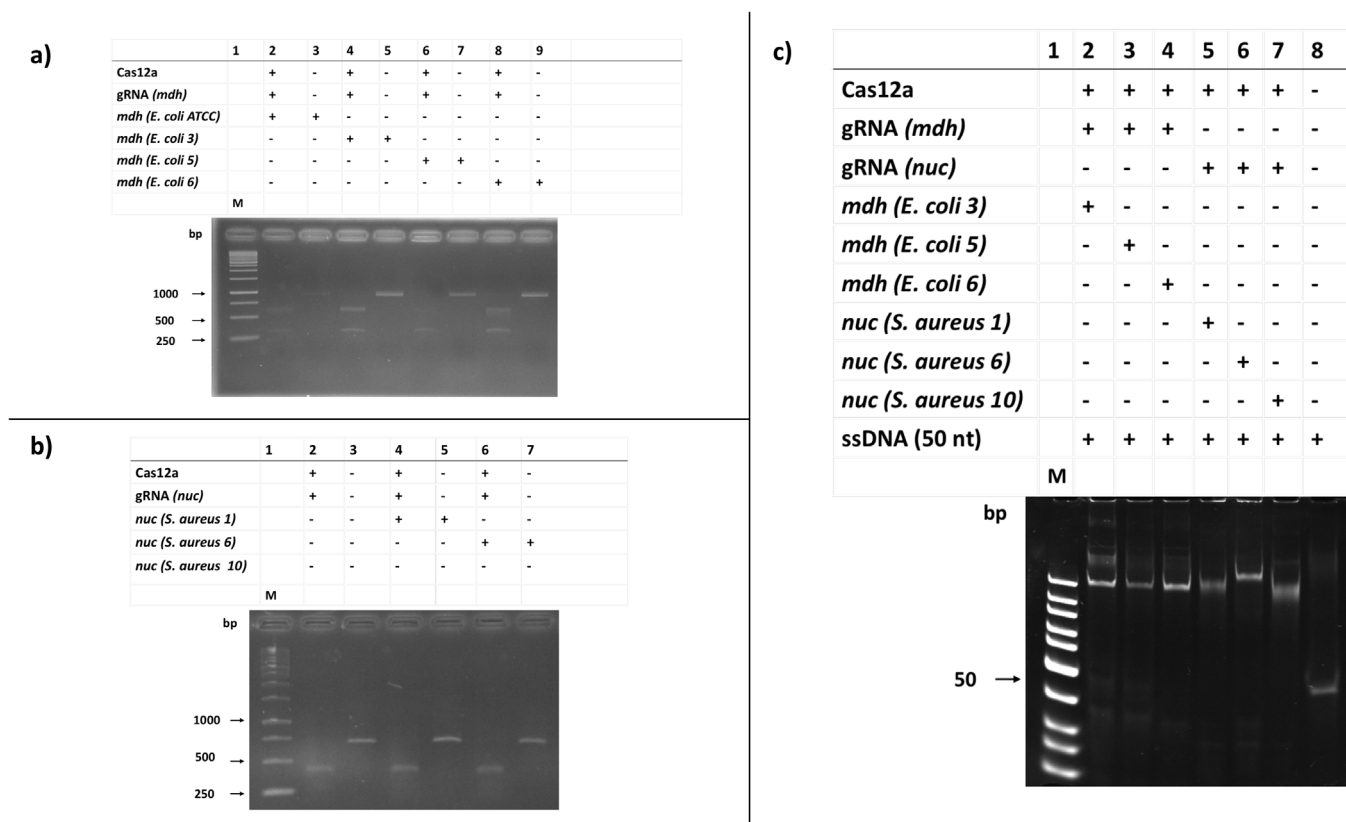 a)
1 2 3 4 5 6 7 8 9
Cas12a + - + - + - + -
gRNA (mdh) + - + - + - + -
mdh (E. coli ATCC) + + - - - - - -
mdh (E. coli 3) - - + + - - - -
mdh (E. coli 5) - - - - + + - -
mdh (E. coli 6) - - - - - - + +
M
bp
1000
500
250
b)
1 2 3 4 5 6 7
Cas12a + - + - + -
gRNA (nuc) + - + - + -
nuc (S. aureus 1) - - + + - -
nuc (S. aureus 6) - - - - + +
nuc (S. aureus 10) - - - - - -
M
bp
1000
500
250
c)
1 2 3 4 5 6 7 8
Cas12a + + + + + + -
gRNA (mdh) + + + - - - -
gRNA (nuc) - - - + + + -
mdh (E. coli 3) + - - - - - -
mdh (E. coli 5) - + - - - - -
mdh (E. coli 6) - - + - - - -
nuc (S. aureus 1) - - - + - - -
nuc (S. aureus 6) - - - - + - -
nuc (S. aureus 10) - - - - - + -
ssDNA (50 nt) + + + + + + +
M
bp
50